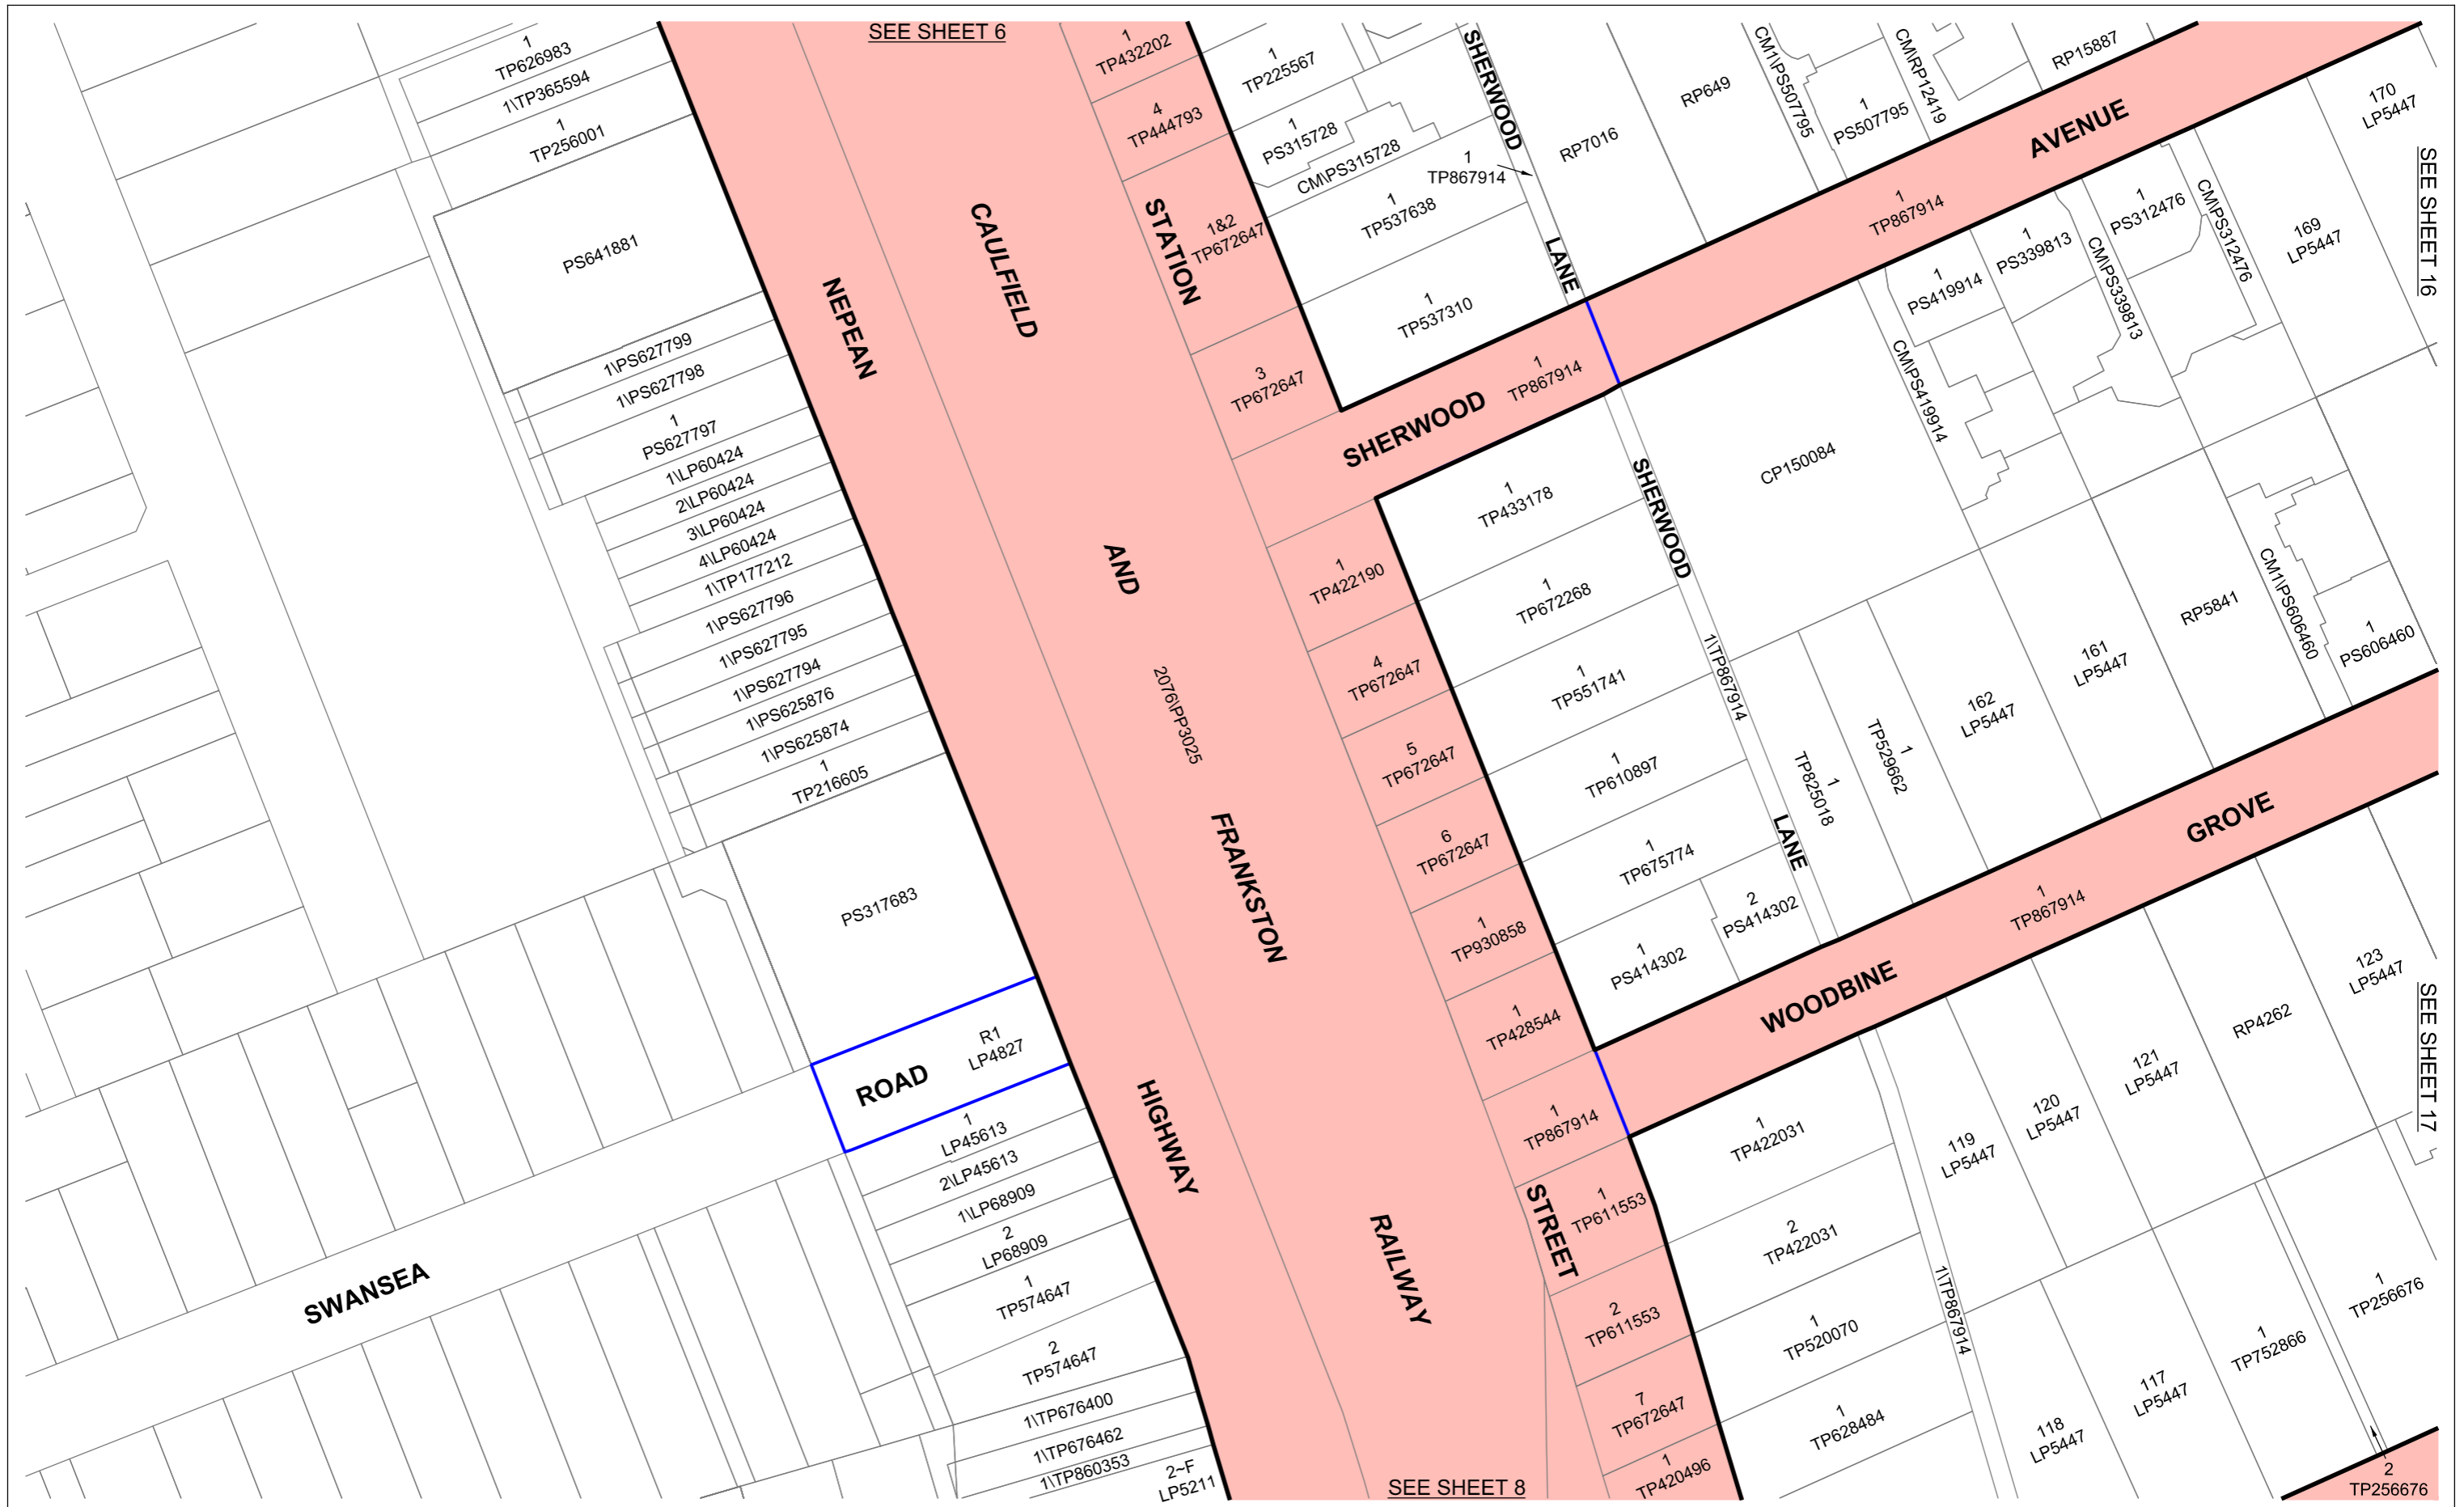 SEE SHEET 6
1
TP626983
1\TP365594
1
TP256001
PS641881
1\PS627799
1\PS627798
1
PS627797
1\LP60424
2\LP60424
3\LP60424
4\LP60424
1\TP177212
1\PS627796
1\PS627795
1\PS627794
1\PS625876
1\PS625874
1
TP216605
PS317683
R1
LP4827
ROAD
SWANSEA
1
LP45613
2\LP45613
1\LP68909
2
LP68909
1
TP574647
2
TP574647
1\TP676400
1\TP676462
1\TP860353
2~F
LP5211
NEPEAN
HIGHWAY
CAULFIELD
AND
2076\PP3025
FRANKSTON
RAILWAY
STATION
STREET
1
TP432202
4
TP444793
1&2
TP672647
3
TP672647
1
TP422190
4
TP672647
5
TP672647
6
TP672647
1
TP930858
1
TP428544
1
TP867914
1
TP611553
2
TP611553
7
TP672647
1
TP420496
SEE SHEET 8
1
TP225567
1
PS315728
CM\PS315728
1
TP867914
1
TP537638
1
TP537310
SHERWOOD
LANE
RP7016
RP649
CM1\PS507795
1
PS507795
CM\RP12419
RP15887
SHERWOOD
AVENUE
1
TP867914
1
TP867914
170
LP5447
SEE SHEET 16
169
LP5447
CM\PS312476
1
PS312476
CM\PS339813
1
PS339813
1
PS419914
CM\PS419914
CP150084
1
TP433178
1
TP672268
1
TP551741
1
TP610897
1
TP675774
1
PS414302
2
PS414302
SHERWOOD
LANE
1\TP867914
1
TP825018
1
TP529662
162
LP5447
161
LP5447
RP5841
CM1\PS606460
1
PS606460
WOODBINE
GROVE
1
TP867914
1
TP422031
2
TP422031
1
TP520070
1
TP628484
1\TP867914
119
LP5447
120
LP5447
121
LP5447
RP4262
123
LP5447
SEE SHEET 17
118
LP5447
117
LP5447
1
TP752866
1
TP256676
2
TP256676